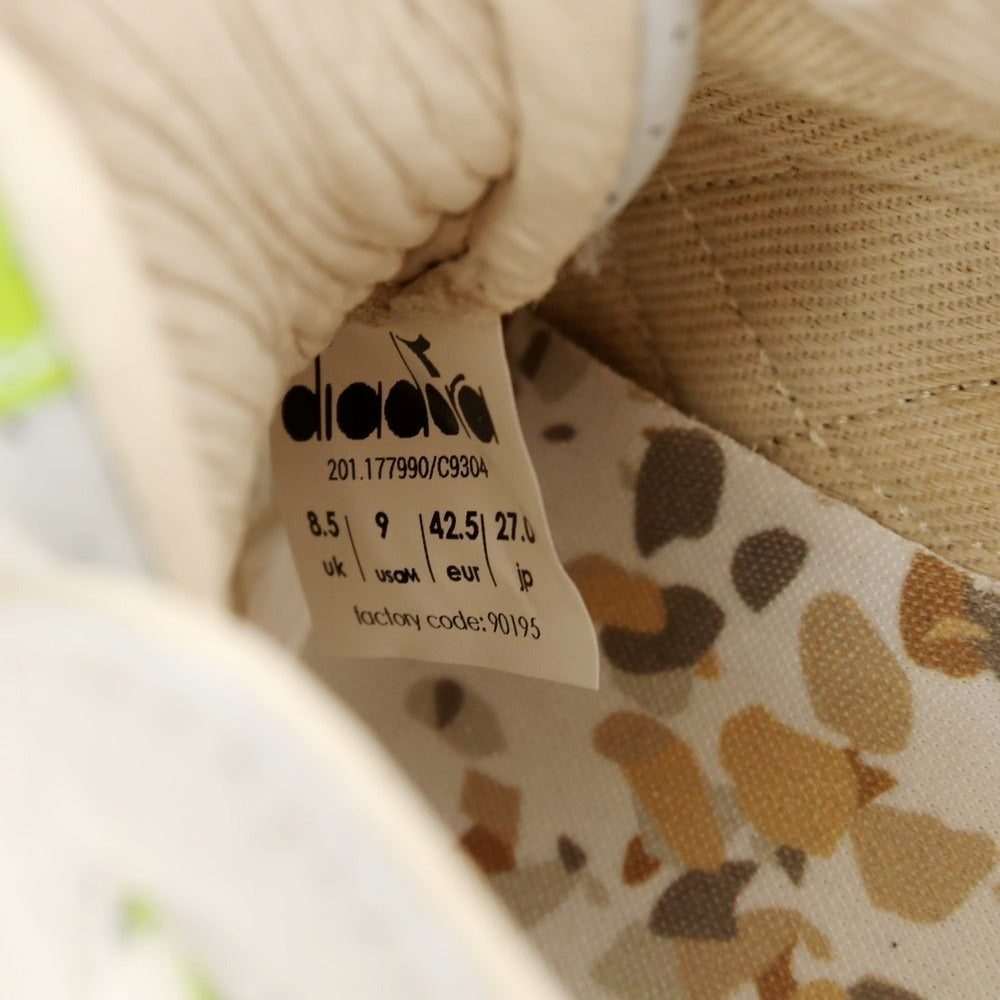 diadora
201.177990/C9304
8.5 9 42.5 27.0
uk usaM eur jp
factory code: 90195